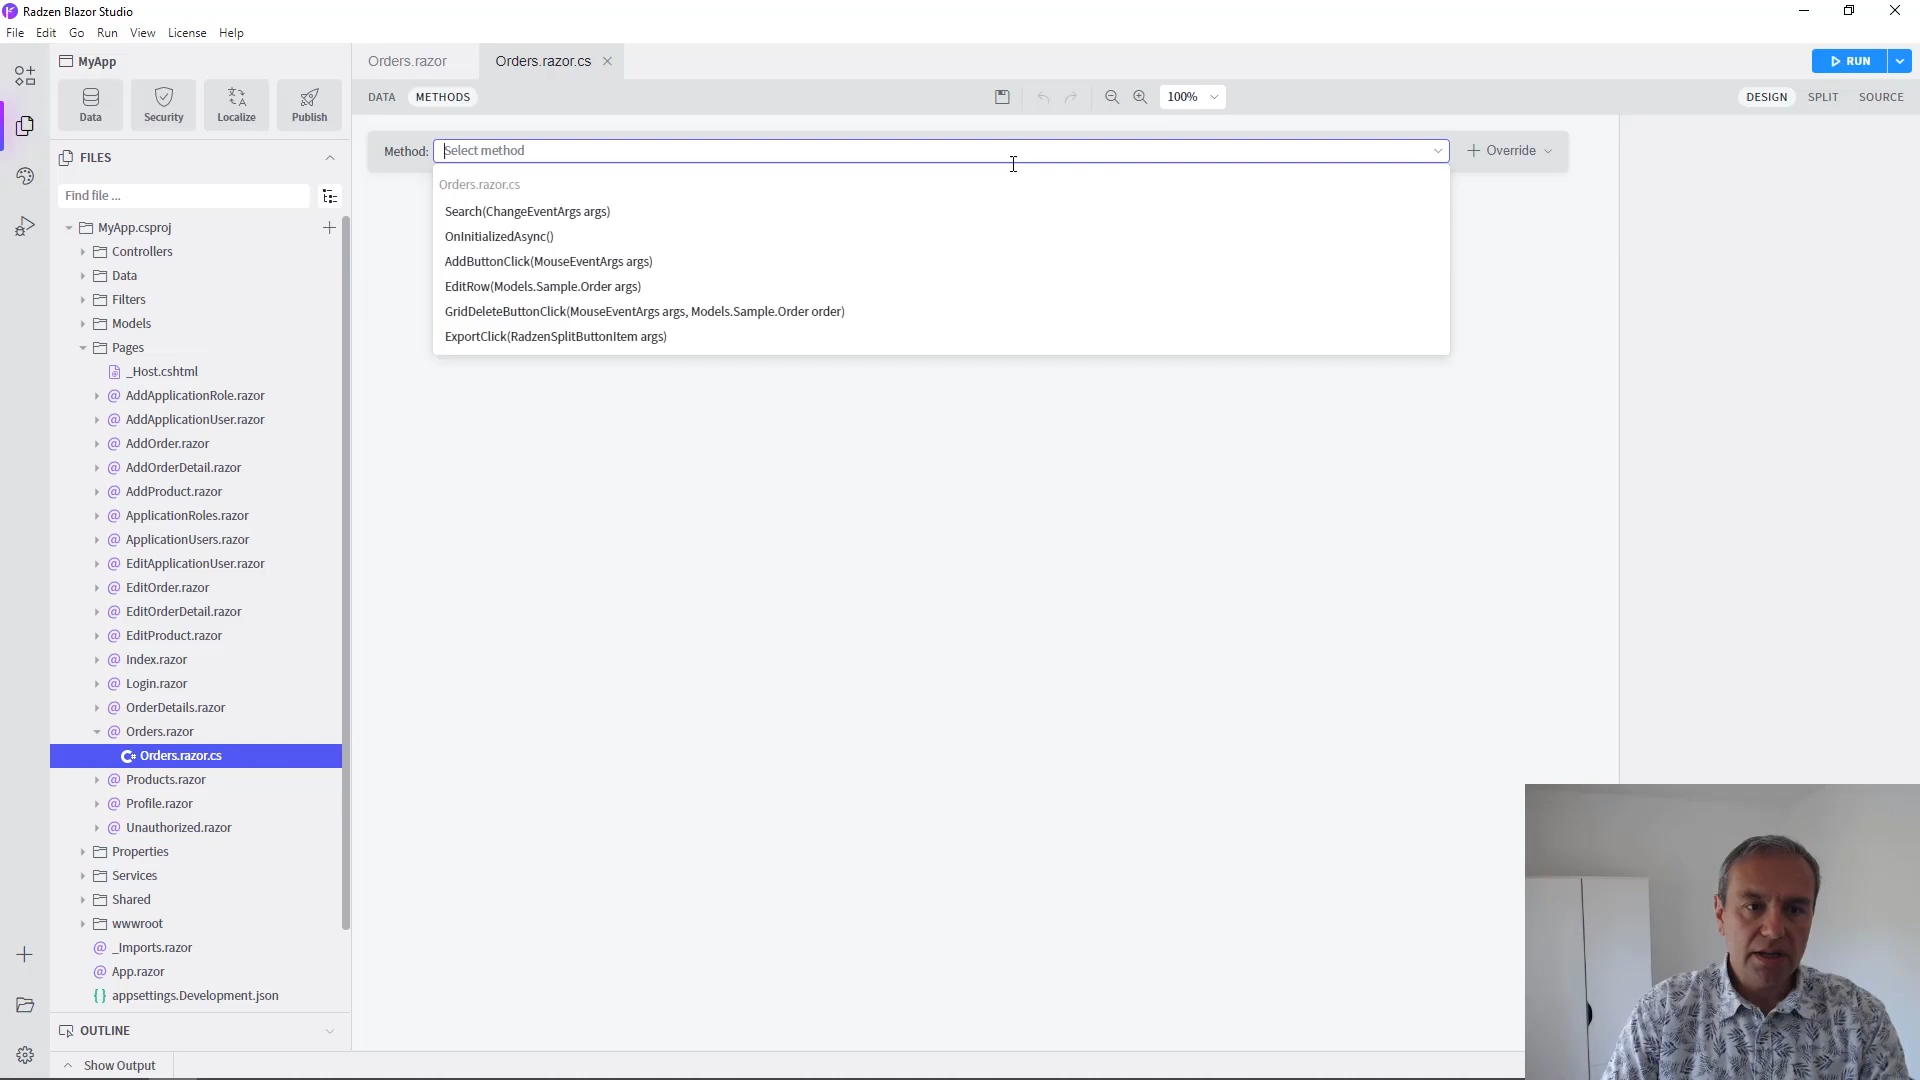 Radzen Blazor Studio
File Edit Go Run View License Help
MyApp
Orders.razor
Orders.razor.cs
RUN
Data
Security
Localize
Publish
DATA
METHODS
100%
DESIGN
SPLIT
SOURCE
FILES
Find file ...
MyApp.csproj
Controllers
Data
Filters
Models
Pages
_Host.cshtml
AddApplicationRole.razor
AddApplicationUser.razor
AddOrder.razor
AddOrderDetail.razor
AddProduct.razor
ApplicationRoles.razor
ApplicationUsers.razor
EditApplicationUser.razor
EditOrder.razor
EditOrderDetail.razor
EditProduct.razor
Index.razor
Login.razor
OrderDetails.razor
Orders.razor
Orders.razor.cs
Products.razor
Profile.razor
Unauthorized.razor
Properties
Services
Shared
wwwroot
_Imports.razor
App.razor
appsettings.Development.json
OUTLINE
Show Output
Method:
Select method
Override
Orders.razor.cs
Search(ChangeEventArgs args)
OnInitializedAsync()
AddButtonClick(MouseEventArgs args)
EditRow(Models.Sample.Order args)
GridDeleteButtonClick(MouseEventArgs args, Models.Sample.Order order)
ExportClick(RadzenSplitButtonItem args)